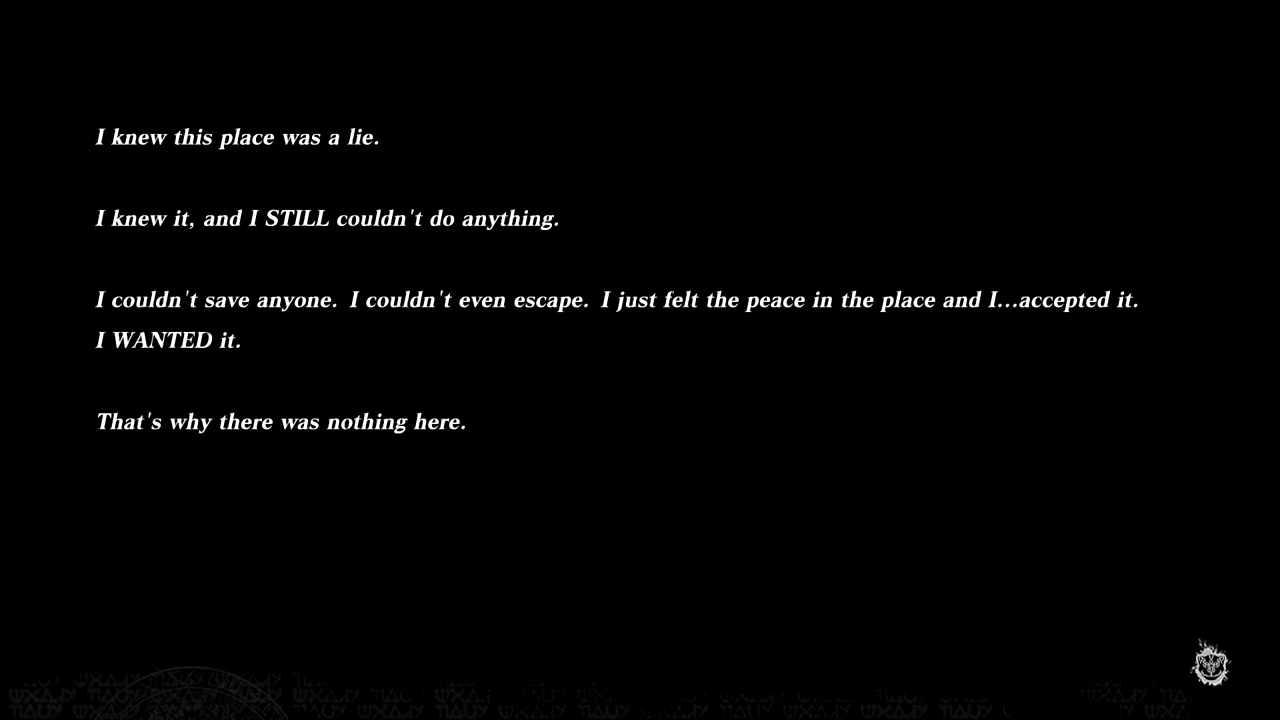 I knew this place was a lie.
I knew it, and I STILL couldn't do anything.
I couldn't save anyone. I couldn't even escape. I just felt the peace in the place and I...accepted it.
I WANTED it.
That's why there was nothing here.